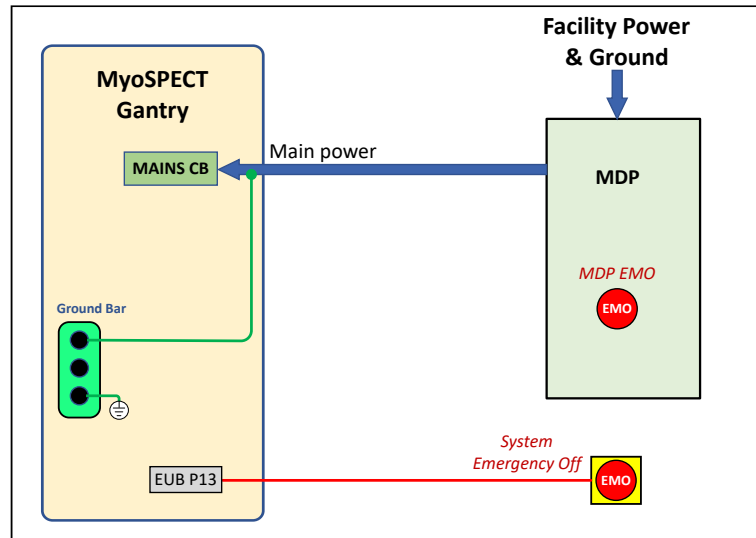 Facility Power
& Ground
MyoSPECT
Gantry
Main power
MAINS CB
MDP
MDP EMO
EMO
Ground Bar
System
Emergency Off
EUB P13
EMO